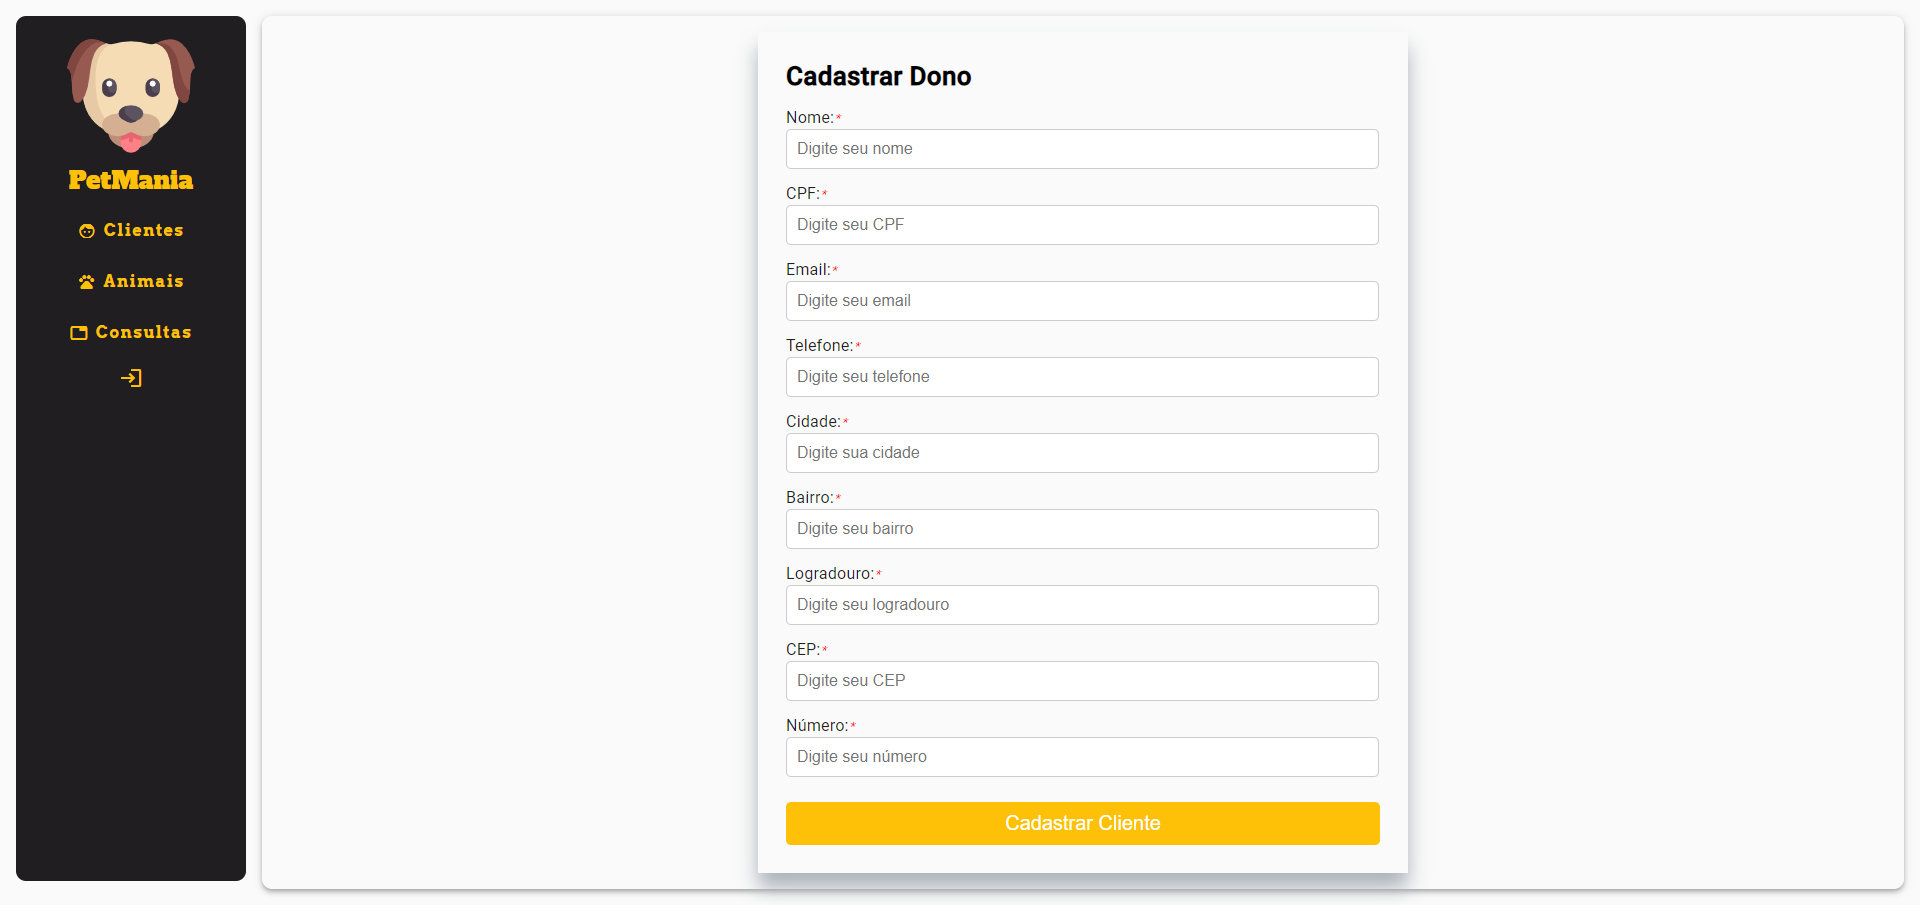 PetMania
Clientes
Animais
Consultas
Cadastrar Dono
Nome:*
Digite seu nome
CPF:*
Digite seu CPF
Email:*
Digite seu email
Telefone:*
Digite seu telefone
Cidade:*
Digite sua cidade
Bairro:*
Digite seu bairro
Logradouro:*
Digite seu logradouro
CEP:*
Digite seu CEP
Número:*
Digite seu número
Cadastrar Cliente